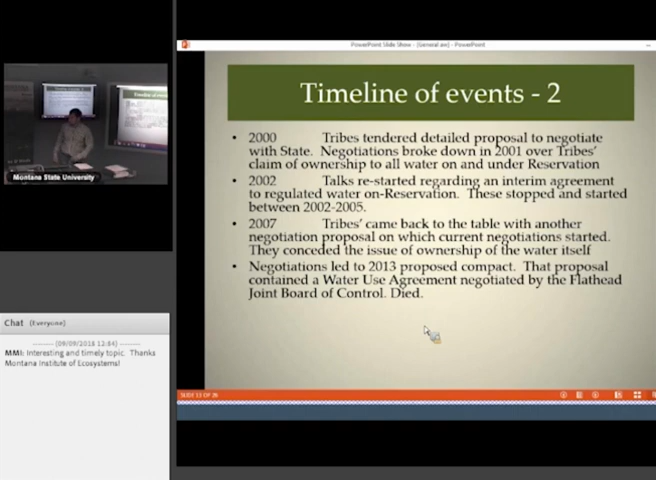 PowerPoint Slide Show - [General aw] - PowerPoint
Timeline of events - 2
• 2000 Tribes tendered detailed proposal to negotiate
with State. Negotiations broke down in 2001 over Tribes'
claim of ownership to all water on and under Reservation
• 2002 Talks re-started regarding an interim agreement
to regulated water on-Reservation. These stopped and started
between 2002-2005.
• 2007 Tribes' came back to the table with another
negotiation proposal on which current negotiations started.
They conceded the issue of ownership of the water itself
• Negotiations led to 2013 proposed compact. That proposal
contained a Water Use Agreement negotiated by the Flathead
Joint Board of Control. Died.
Montana State University
Chat (Everyone)
(09/09/2016 12:04)
MMI: Interesting and timely topic. Thanks
Montana Institute of Ecosystems!